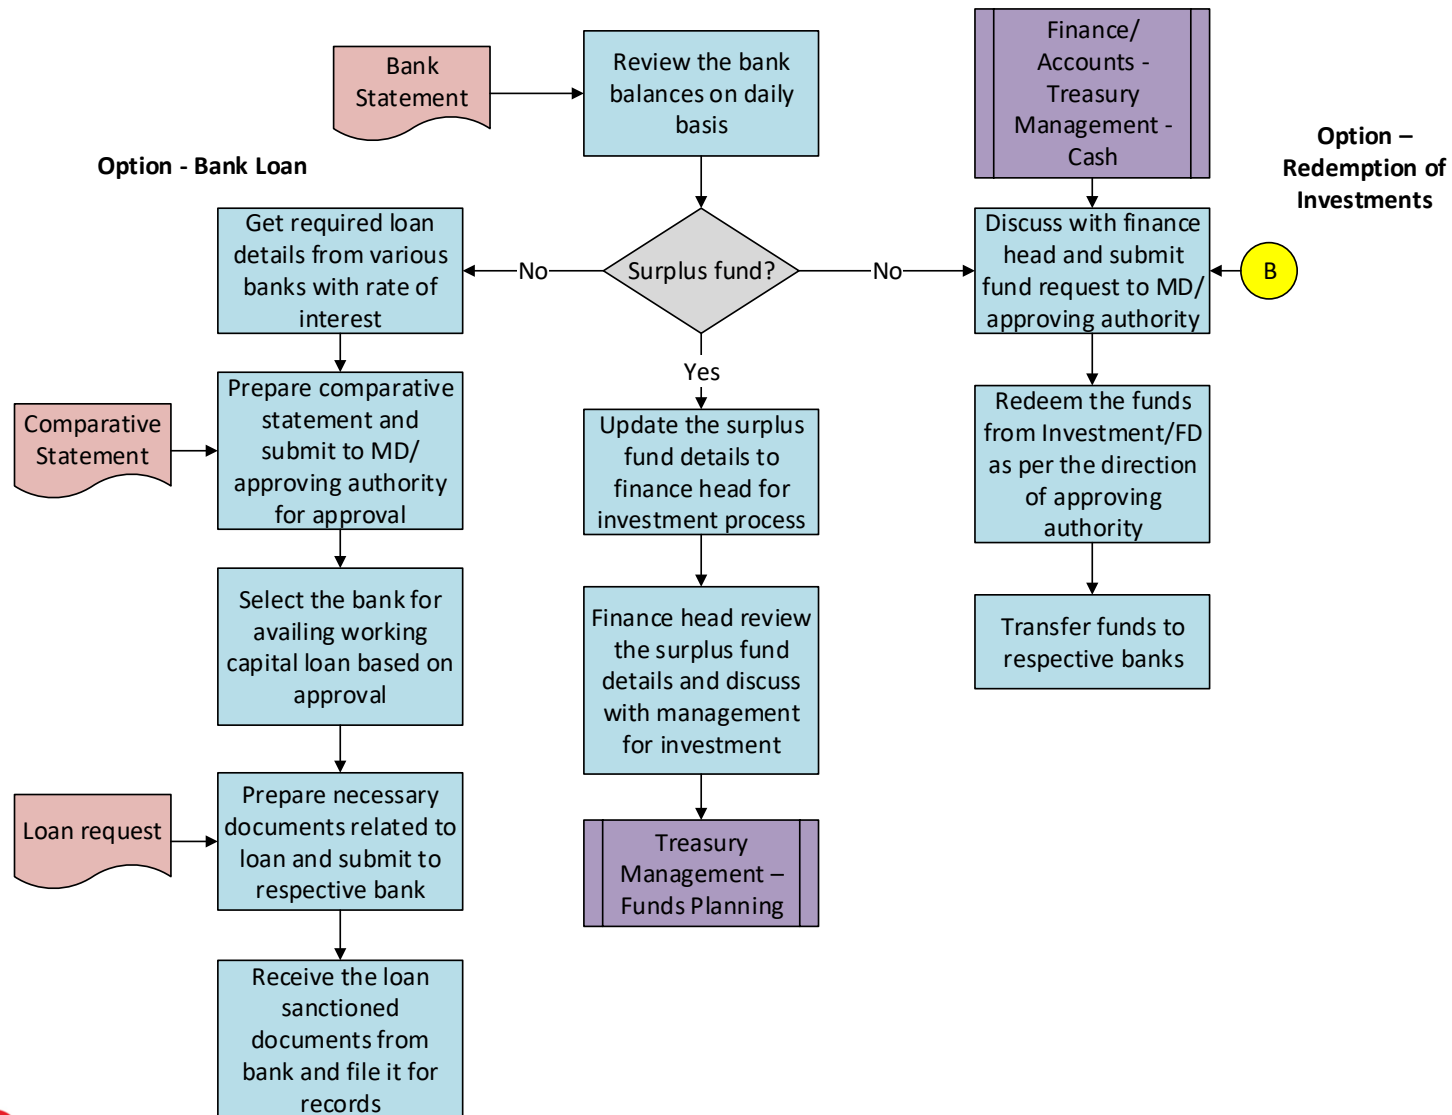 Bank
Statement
Review the bank
balances on daily
basis
Finance/
Accounts -
Treasury
Management -
Cash
Option –
Redemption of
Investments
Option - Bank Loan
Get required loan
details from various
banks with rate of
interest
No
Surplus fund?
No
Discuss with finance
head and submit
fund request to MD/
approving authority
B
Yes
Comparative
Statement
Prepare comparative
statement and
submit to MD/
approving authority
for approval
Update the surplus
fund details to
finance head for
investment process
Redeem the funds
from Investment/FD
as per the direction
of approving
authority
Select the bank for
availing working
capital loan based on
approval
Finance head review
the surplus fund
details and discuss
with management
for investment
Transfer funds to
respective banks
Loan request
Prepare necessary
documents related to
loan and submit to
respective bank
Treasury
Management –
Funds Planning
Receive the loan
sanctioned
documents from
bank and file it for
records